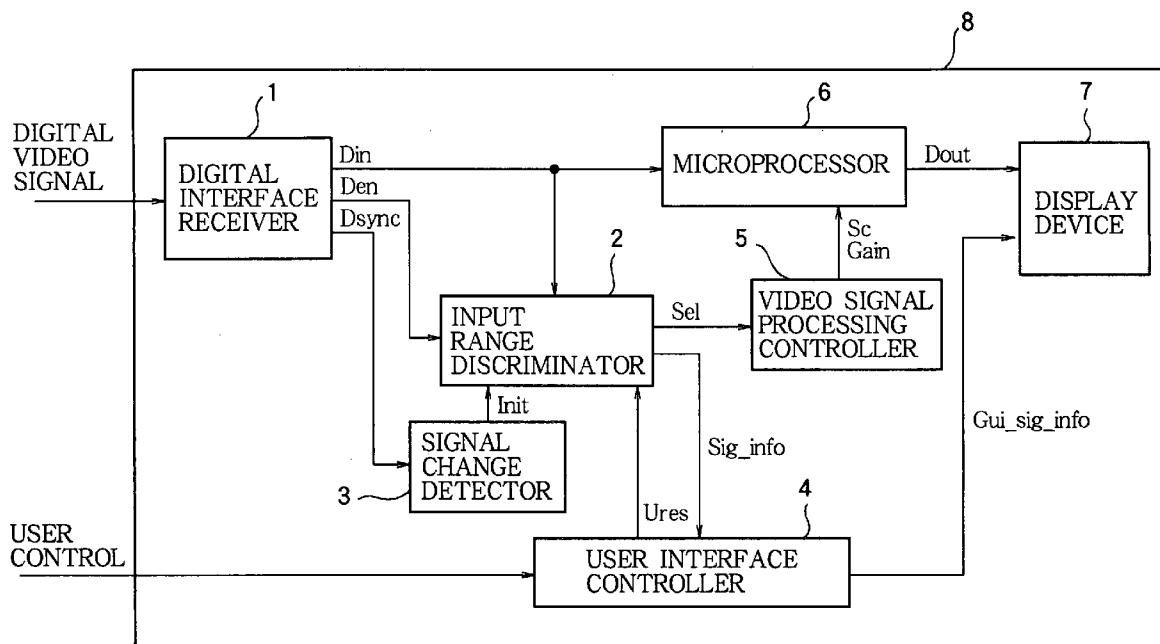 8
1
6
7
DIGITAL
VIDEO
SIGNAL
DIGITAL
INTERFACE
RECEIVER
Din
Den
Dsync
MICROPROCESSOR
Dout
DISPLAY
DEVICE
2
Sc
Gain
5
INPUT
RANGE
DISCRIMINATOR
Sel
VIDEO SIGNAL
PROCESSING
CONTROLLER
Init
SIGNAL
CHANGE
DETECTOR
3
Sig_info
Gui_sig_info
Ures
4
USER
CONTROL
USER INTERFACE
CONTROLLER